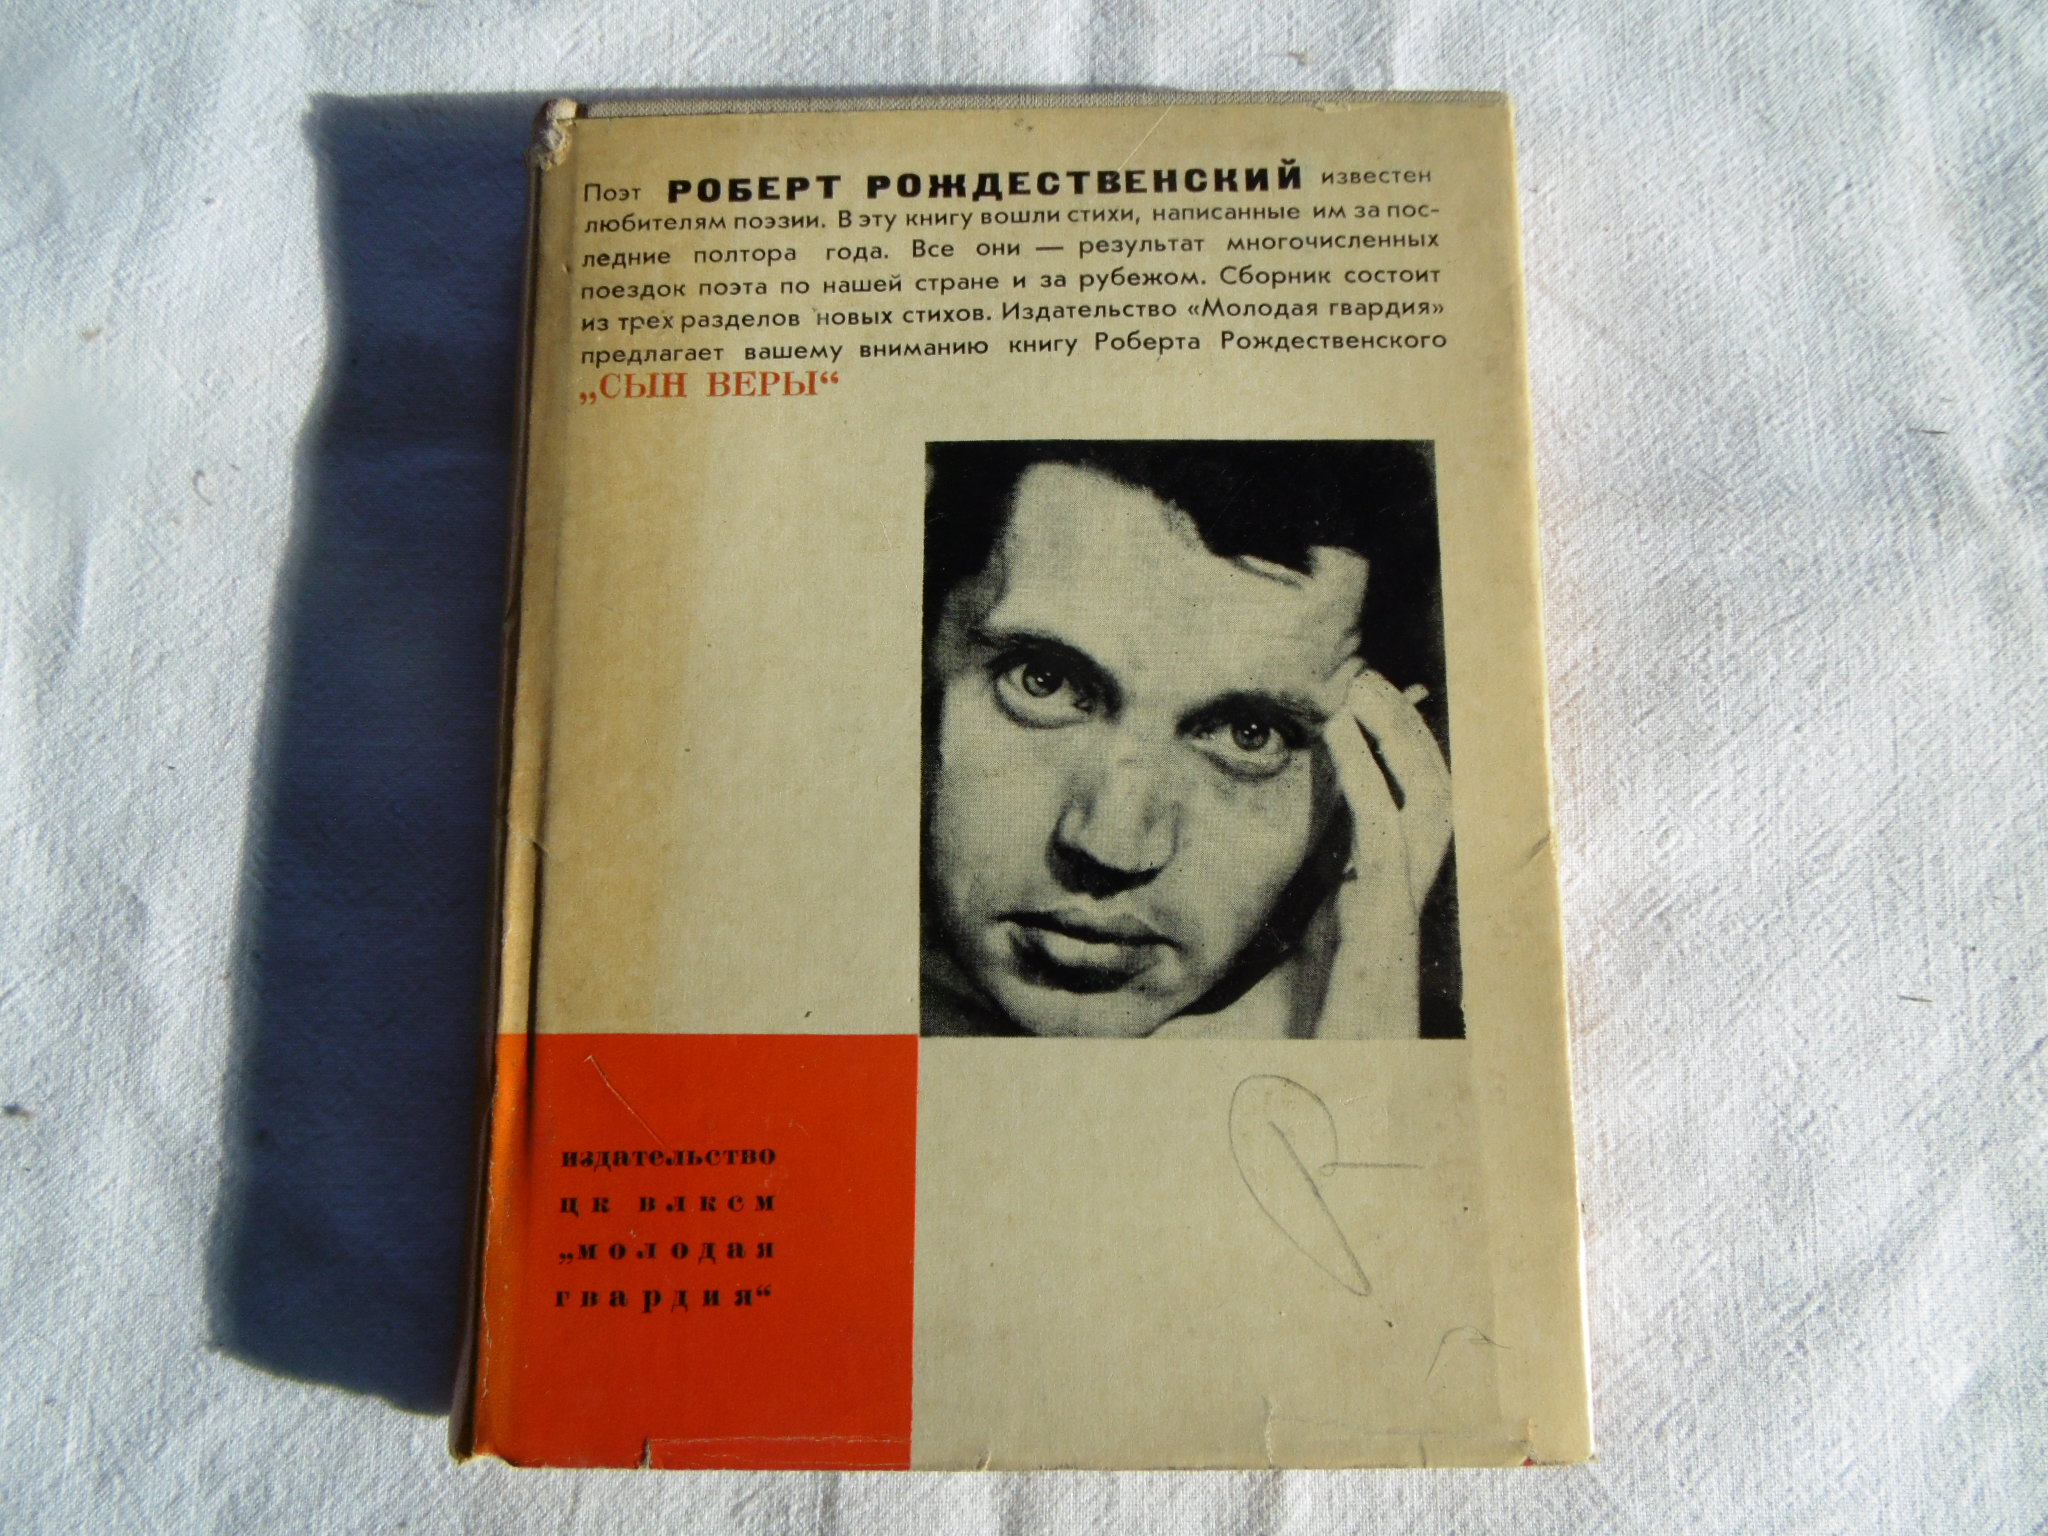 Поэт РОБЕРТ РОЖДЕСТВЕНСКИЙ известен
любителям поэзии. В эту книгу вошли стихи, написанные им за пос-
ледние полтора года. Все они — результат многочисленных
поездок поэта по нашей стране и за рубежом. Сборник состоит
из трех разделов новых стихов. Издательство «Молодая гвардия»
предлагает вашему вниманию книгу Роберта Рождественского
„СЫН ВЕРЫ“
издательство
цк влксм
„молодая
гвардия“